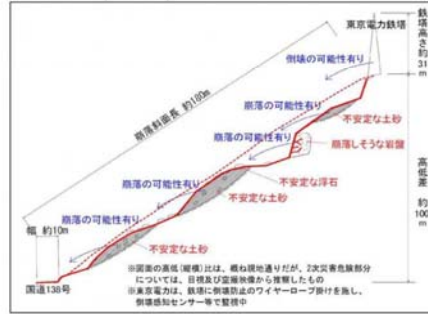 東京電力鉄塔
鉄塔高さ約31m
倒壊の可能性有り
崩落斜面長 約180m
崩落の可能性有り
不安定な土砂
崩落の可能性有り
崩落しそうな岩盤
高低差 約100m
崩落の可能性有り
不安定な浮石
不安定な土砂
崩落の可能性有り
幅 約10m
不安定な土砂
国道138号
※図面の高低(縦横)比は、概ね現地通りだが、2次災害危険部分
については、目視及び空撮映像から推察したもの
※東京電力は、鉄塔に倒壊防止のワイヤーロープ掛けを施し、
倒壊感知センサー等で監視中